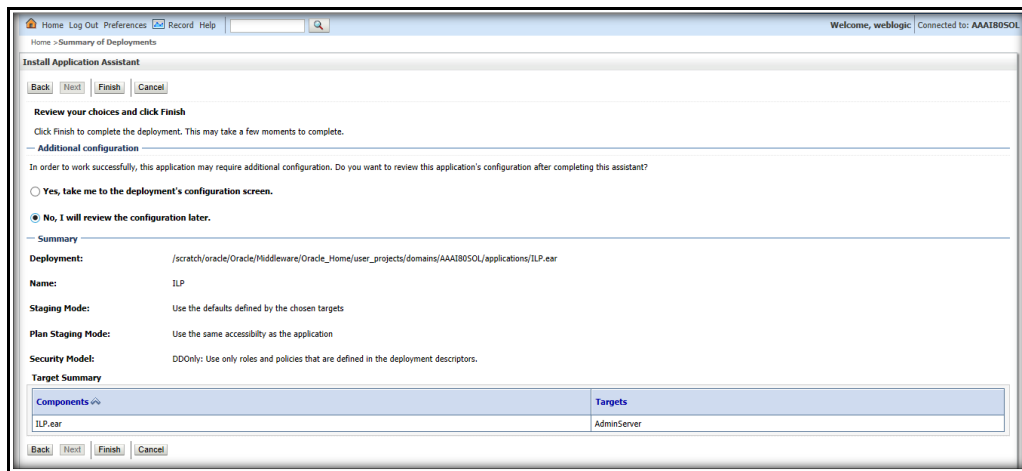 Home Log Out Preferences Record Help Welcome, weblogic Connected to: AAAI805OL
Home >Summary of Deployments
Install Application Assistant
Back Next Finish Cancel
Review your choices and click Finish
Click Finish to complete the deployment. This may take a few moments to complete.
Additional configuration
In order to work successfully, this application may require additional configuration. Do you want to review this application's configuration after completing this assistant?
Yes, take me to the deployment's configuration screen.
No, I will review the configuration later.
Summary
Deployment: /scratch/oracle/Oracle/Middleware/Oracle_Home/user_projects/domains/AAAI805OL/applications/ILP.ear
Name: ILP
Staging Mode: Use the defaults defined by the chosen targets
Plan Staging Mode: Use the same accessibilty as the application
Security Model: DDOnly: Use only roles and policies that are defined in the deployment descriptors.
Target Summary
Components Targets
ILP.ear AdminServer
Back Next Finish Cancel